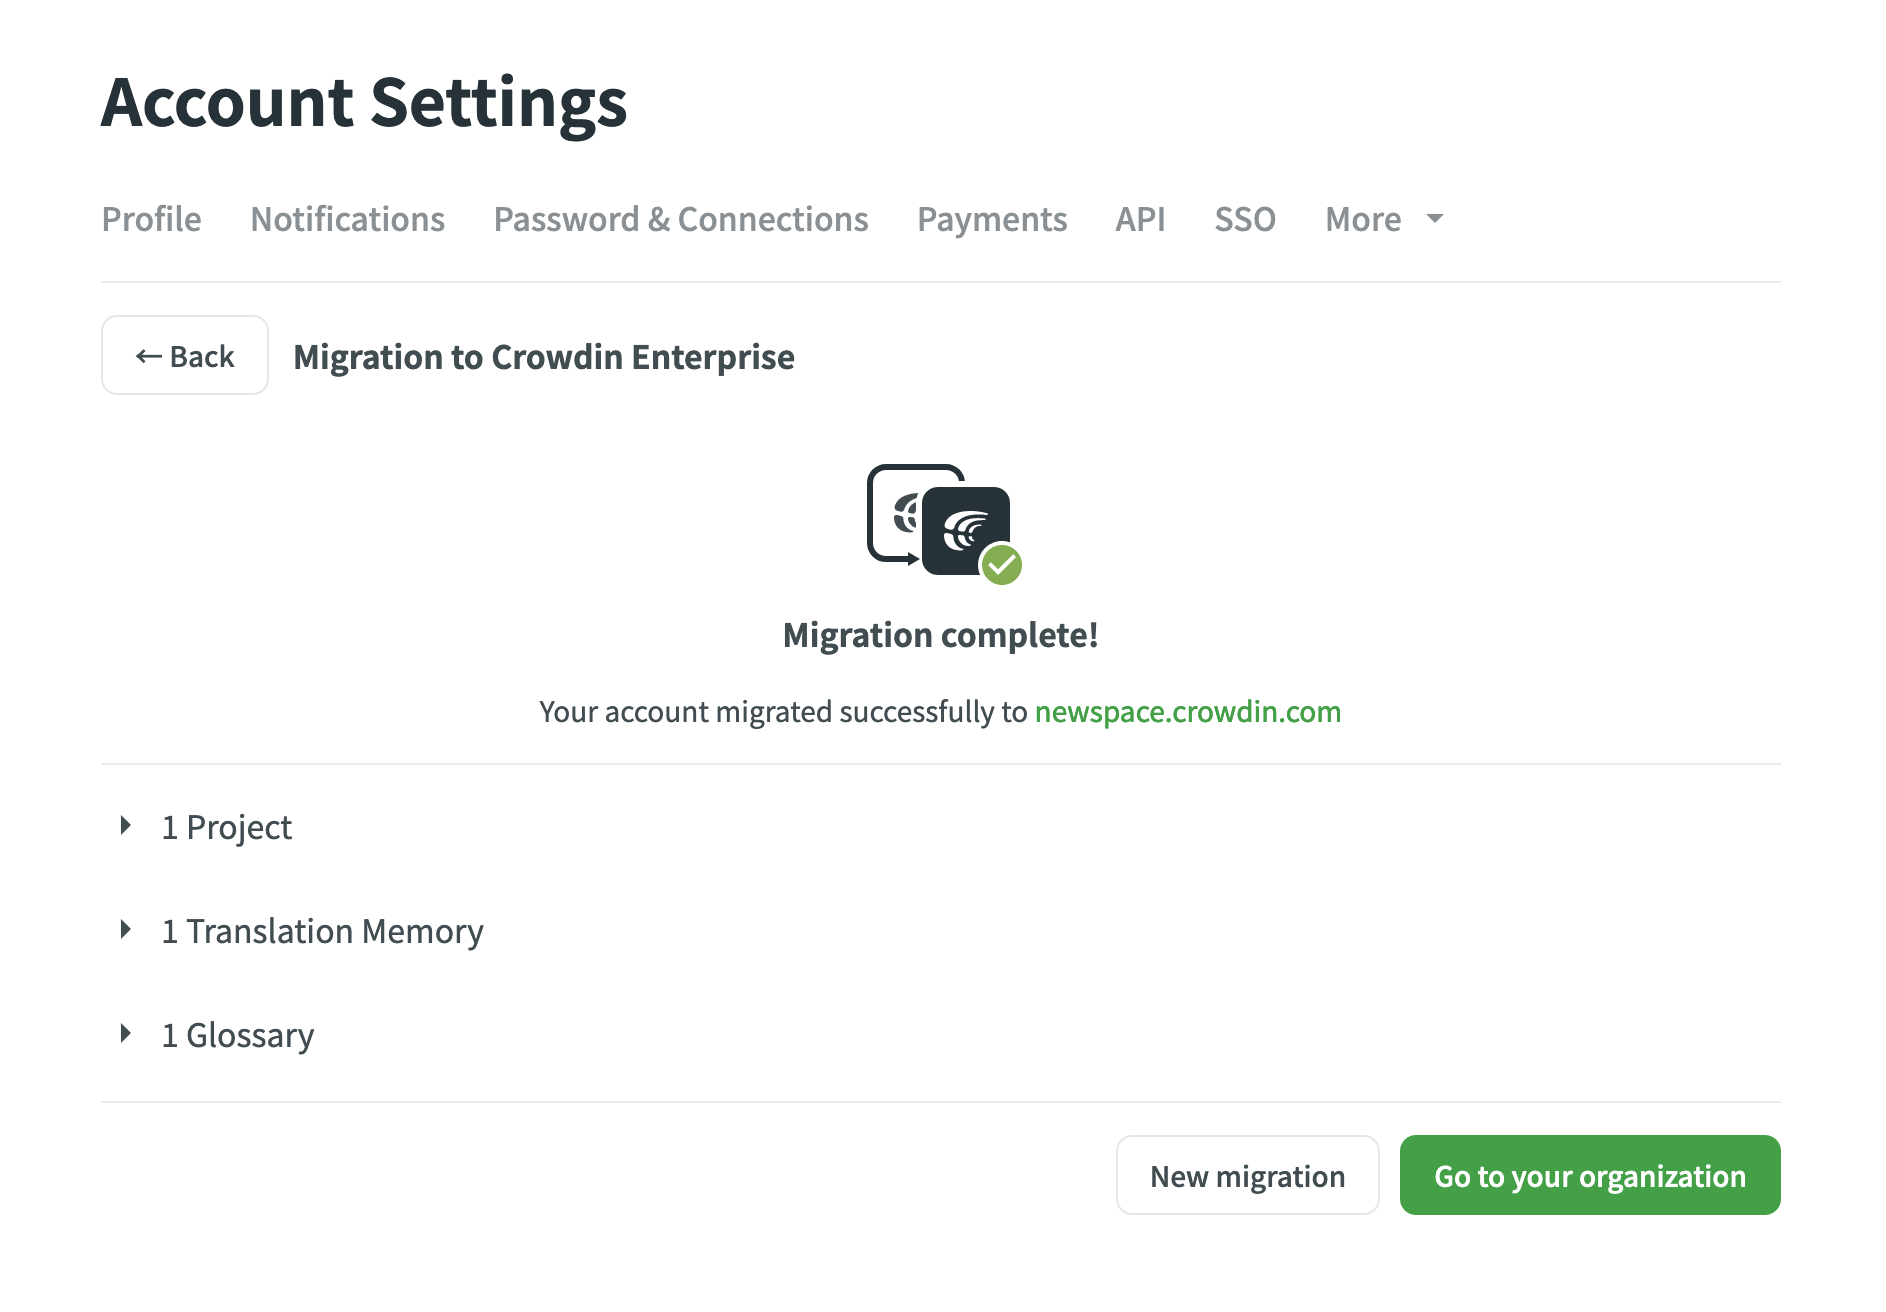 Account Settings
Profile Notifications Password & Connections Payments API SSO More
← Back Migration to Crowdin Enterprise
Migration complete!
Your account migrated successfully to newspace.crowdin.com
1 Project
1 Translation Memory
1 Glossary
New migration Go to your organization